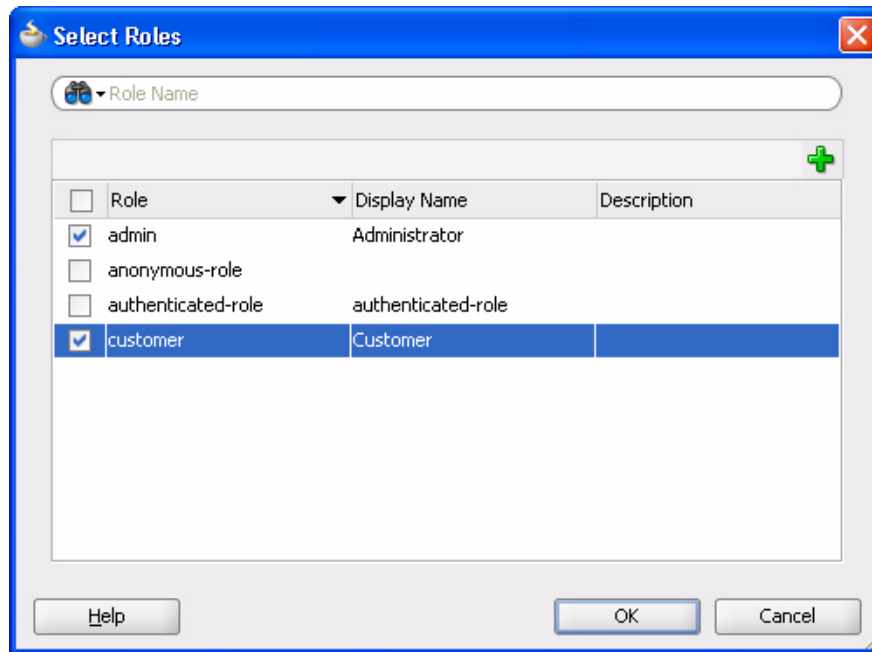 Select Roles
Role Name
Role Display Name Description
admin Administrator
anonymous-role
authenticated-role authenticated-role
customer Customer
Help OK Cancel